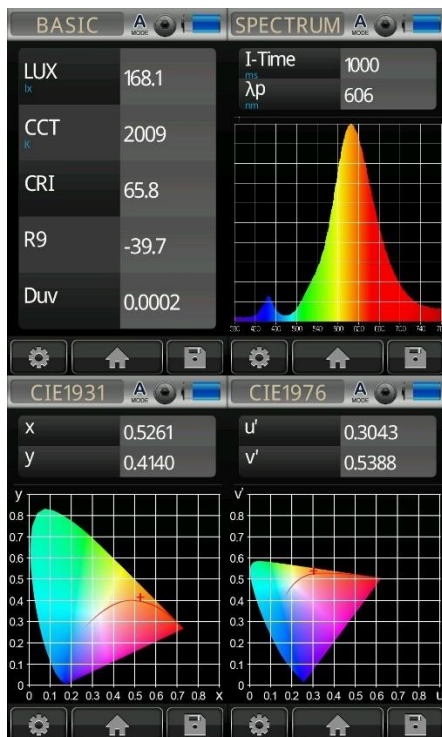 BASIC
A
MODE
LUX
lx
168.1
CCT
K
2009
CRI
65.8
R9
-39.7
Duv
0.0002
SPECTRUM
A
MODE
I-Time
ms
1000
λp
nm
606
CIE1931
A
MODE
x
0.5261
y
0.4140
y
0.8
0.7
0.6
0.5
0.4
0.3
0.2
0.1
0
0 0.1 0.2 0.3 0.4 0.5 0.6 0.7 0.8 x
CIE1976
A
MODE
u'
0.3043
v'
0.5388
v'
0.8
0.7
0.6
0.5
0.4
0.3
0.2
0.1
0 0.1 0.2 0.3 0.4 0.5 0.6 0.7 0.8